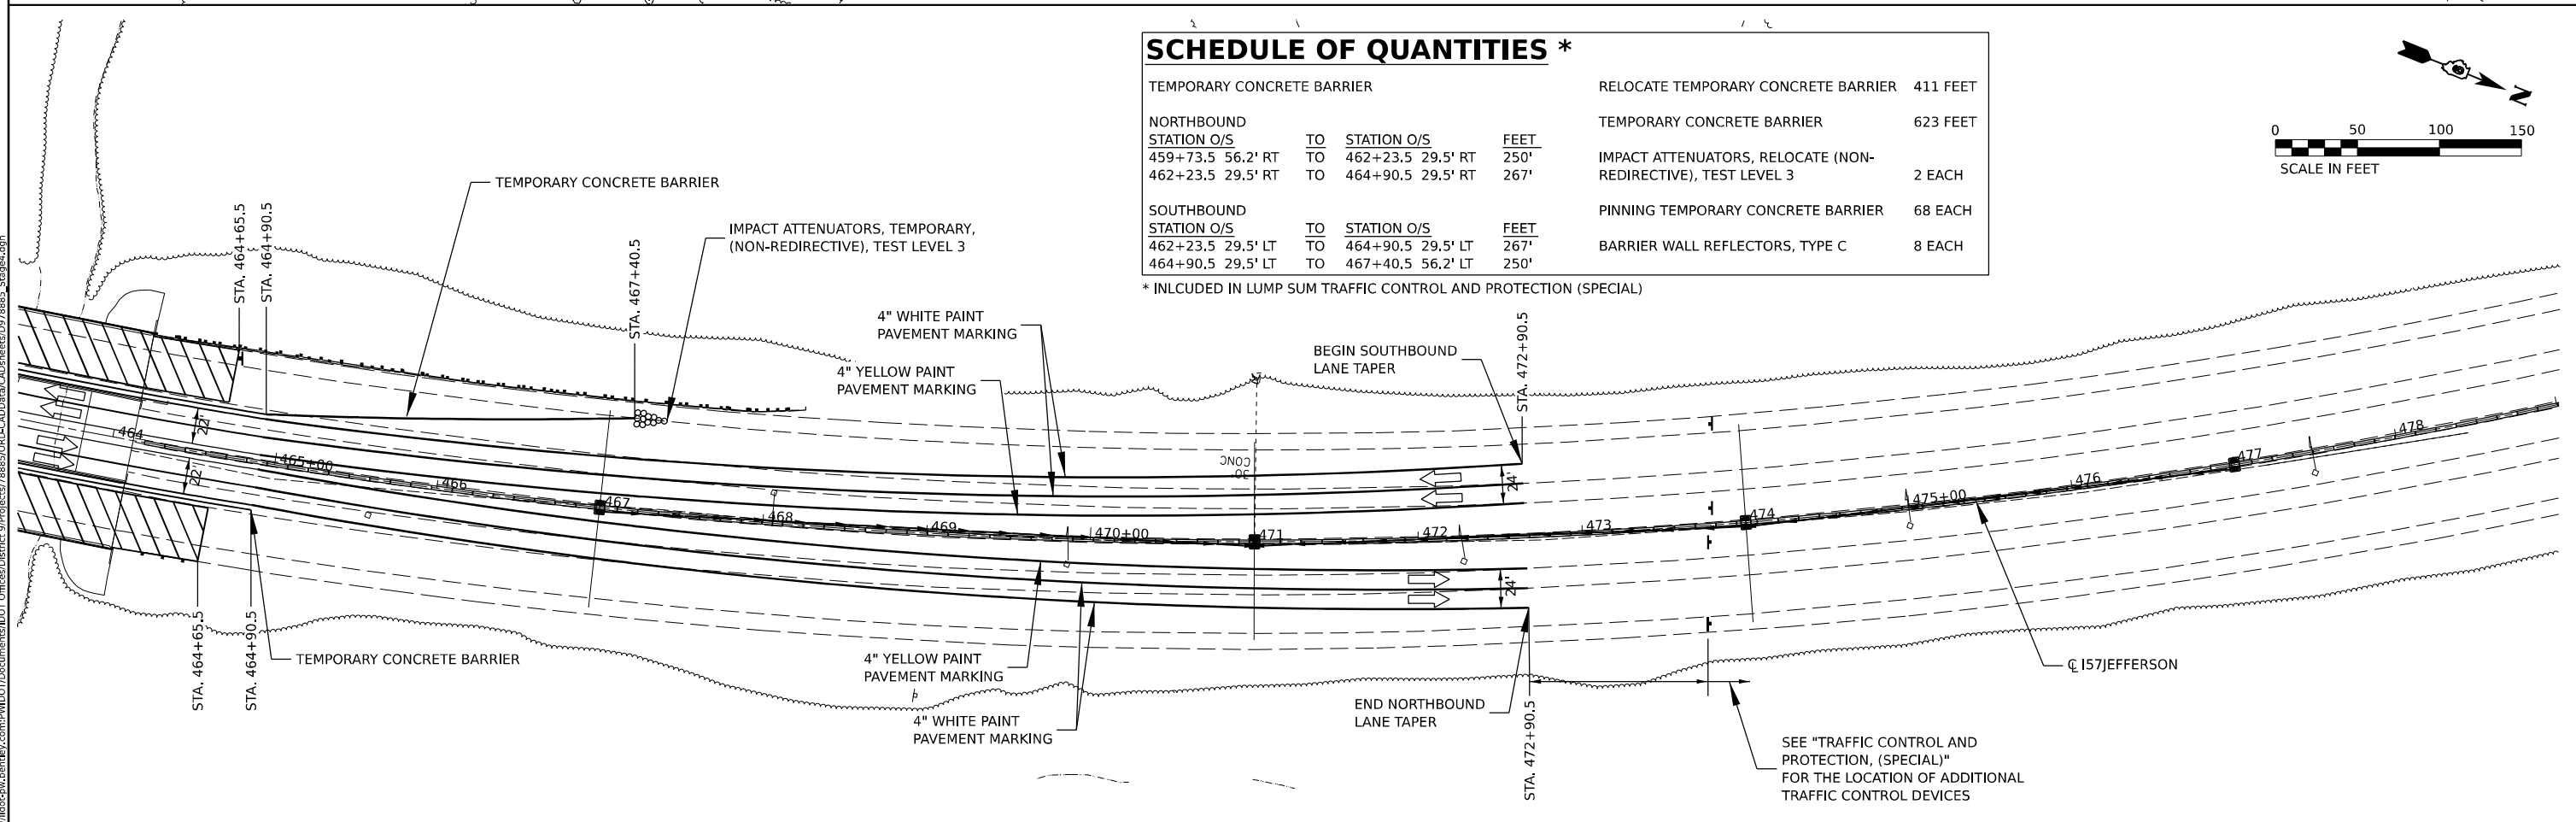 SCHEDULE OF QUANTITIES *
TEMPORARY CONCRETE BARRIER
NORTHBOUND
STATION O/S TO STATION O/S FEET
459+73.5 56.2' RT TO 462+23.5 29.5' RT 250'
462+23.5 29.5' RT TO 464+90.5 29.5' RT 267'
SOUTHBOUND
STATION O/S TO STATION O/S FEET
462+23.5 29.5' LT TO 464+90.5 29.5' LT 267'
464+90.5 29.5' LT TO 467+40.5 56.2' LT 250'
RELOCATE TEMPORARY CONCRETE BARRIER 411 FEET
TEMPORARY CONCRETE BARRIER 623 FEET
IMPACT ATTENUATORS, RELOCATE (NON-
REDIRECTIVE), TEST LEVEL 3 2 EACH
PINNING TEMPORARY CONCRETE BARRIER 68 EACH
BARRIER WALL REFLECTORS, TYPE C 8 EACH
* INLCUDED IN LUMP SUM TRAFFIC CONTROL AND PROTECTION (SPECIAL)
N
0 50 100 150
SCALE IN FEET
TEMPORARY CONCRETE BARRIER
STA. 464+65.5
STA. 464+90.5
IMPACT ATTENUATORS, TEMPORARY,
(NON-REDIRECTIVE), TEST LEVEL 3
STA. 467+40.5
4" WHITE PAINT
PAVEMENT MARKING
4" YELLOW PAINT
PAVEMENT MARKING
BEGIN SOUTHBOUND
LANE TAPER
STA. 472+90.5
22'
22'
24'
24'
CONC
464
465+00
466
467
468
469
470+00
471
472
473
474
475+00
476
477
478
STA. 464+65.5
STA. 464+90.5
TEMPORARY CONCRETE BARRIER
4" YELLOW PAINT
PAVEMENT MARKING
4" WHITE PAINT
PAVEMENT MARKING
END NORTHBOUND
LANE TAPER
STA. 472+90.5
℄ I57JEFFERSON
SEE "TRAFFIC CONTROL AND
PROTECTION, (SPECIAL)"
FOR THE LOCATION OF ADDITIONAL
TRAFFIC CONTROL DEVICES